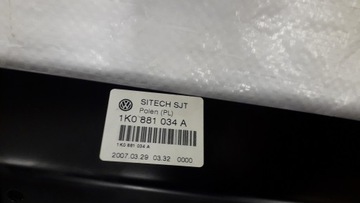 SITECH SJT
Polen (PL)
1K0 881 034 A
1K0 881 034 A
2007.03.29 03.32 0000